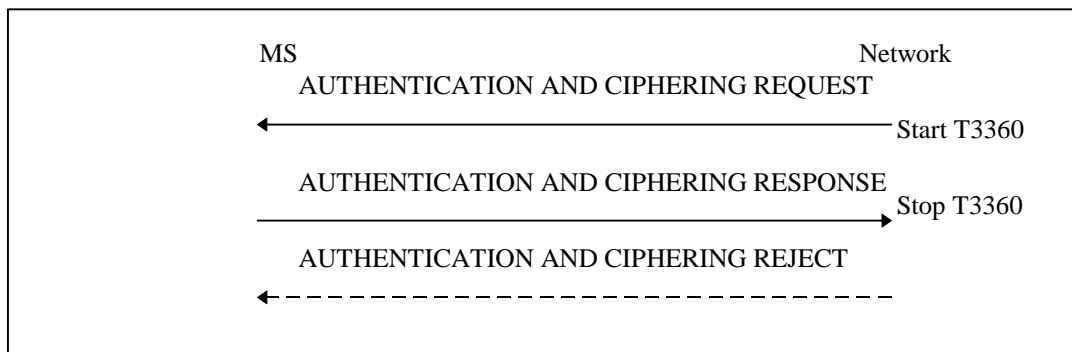 MS Network
AUTHENTICATION AND CIPHERING REQUEST
Start T3360
AUTHENTICATION AND CIPHERING RESPONSE
Stop T3360
AUTHENTICATION AND CIPHERING REJECT